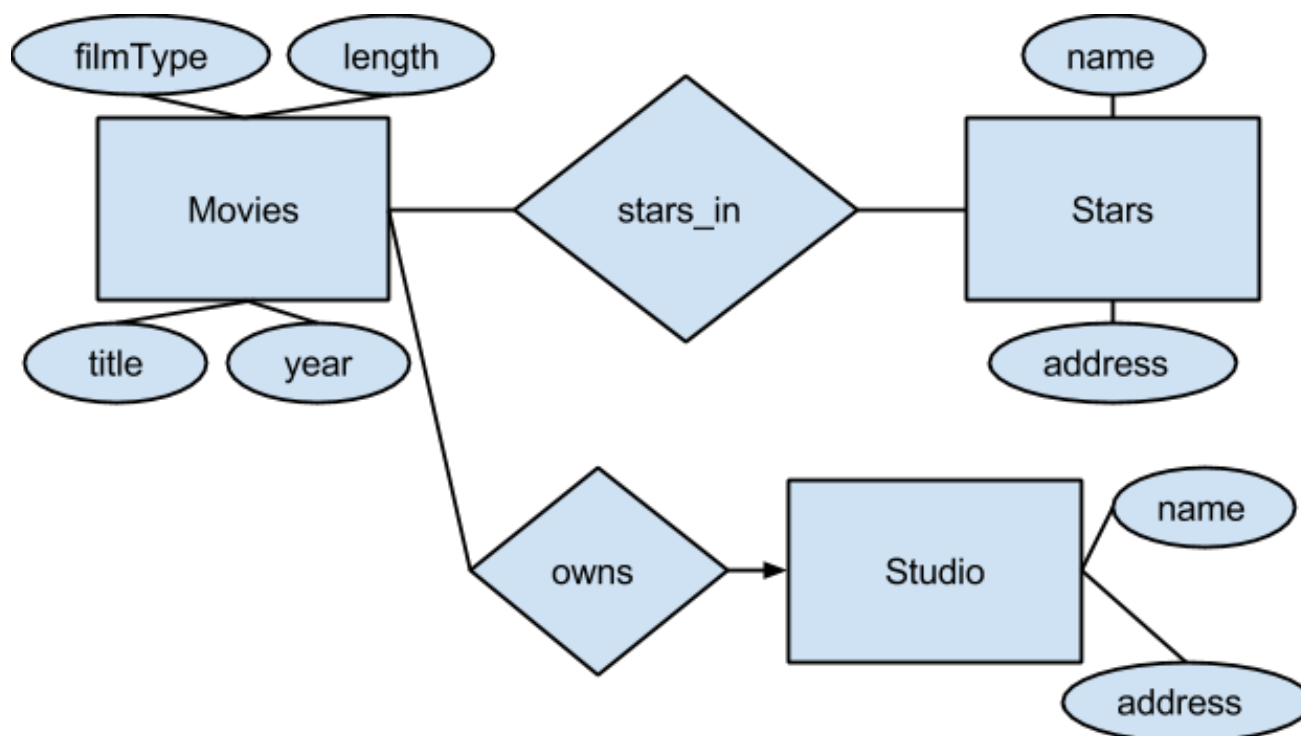 filmType
length
name
Movies
stars_in
Stars
title
year
address
name
owns
Studio
address